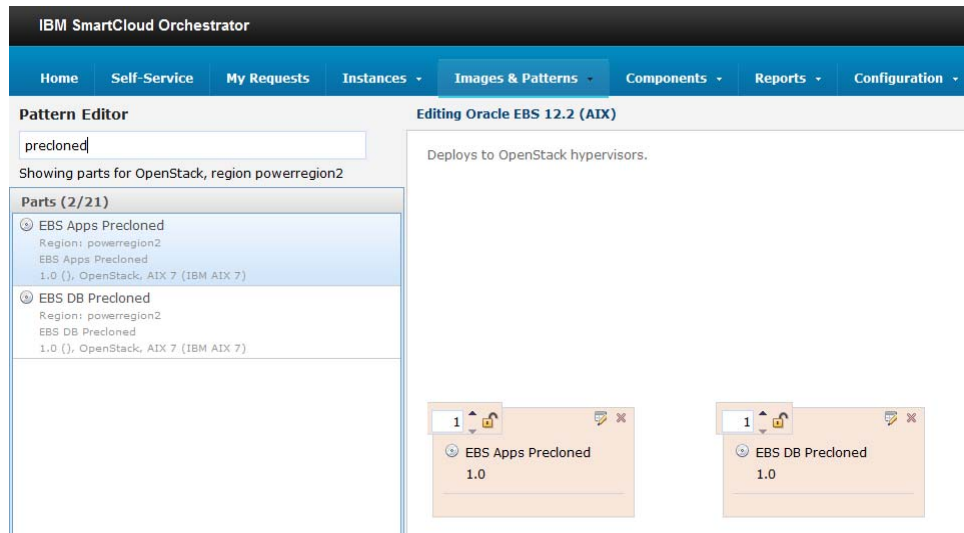 IBM SmartCloud Orchestrator
Home Self-Service My Requests Instances Images & Patterns Components Reports Configuration
Pattern Editor
precloned
Showing parts for OpenStack, region powerregion2
Parts (2/21)
EBS Apps Precloned
Region: powerregion2
EBS Apps Precloned
1.0 (), OpenStack, AIX 7 (IBM AIX 7)
EBS DB Precloned
Region: powerregion2
EBS DB Precloned
1.0 (), OpenStack, AIX 7 (IBM AIX 7)
Editing Oracle EBS 12.2 (AIX)
Deploys to OpenStack hypervisors.
1
EBS Apps Precloned
1.0
1
EBS DB Precloned
1.0